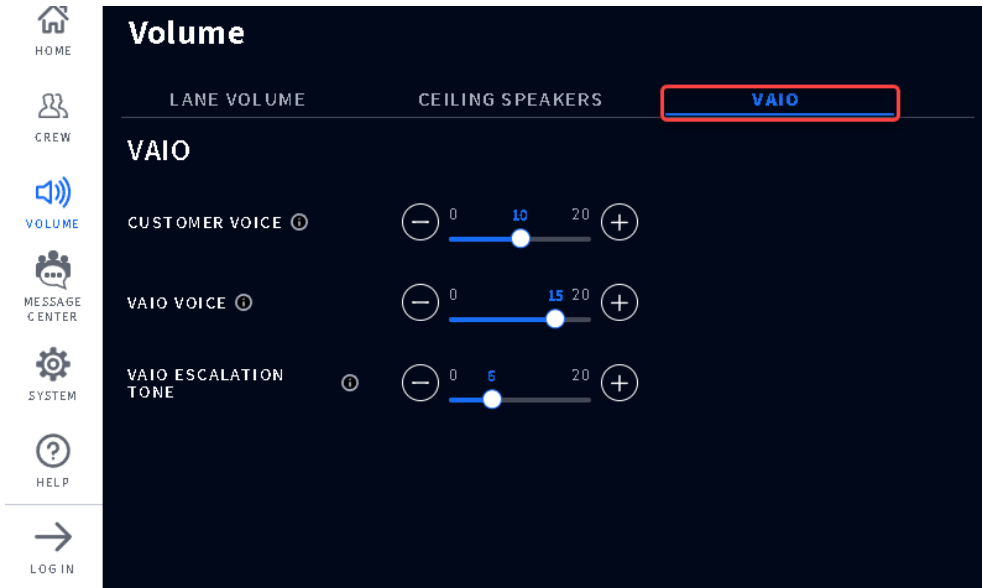 HOME
CREW
VOLUME
MESSAGE
CENTER
SYSTEM
HELP
LOG IN
Volume
LANE VOLUME
CEILING SPEAKERS
VAIO
VAIO
CUSTOMER VOICE
0 10 20
VAIO VOICE
0 15 20
VAIO ESCALATION
TONE
0 6 20